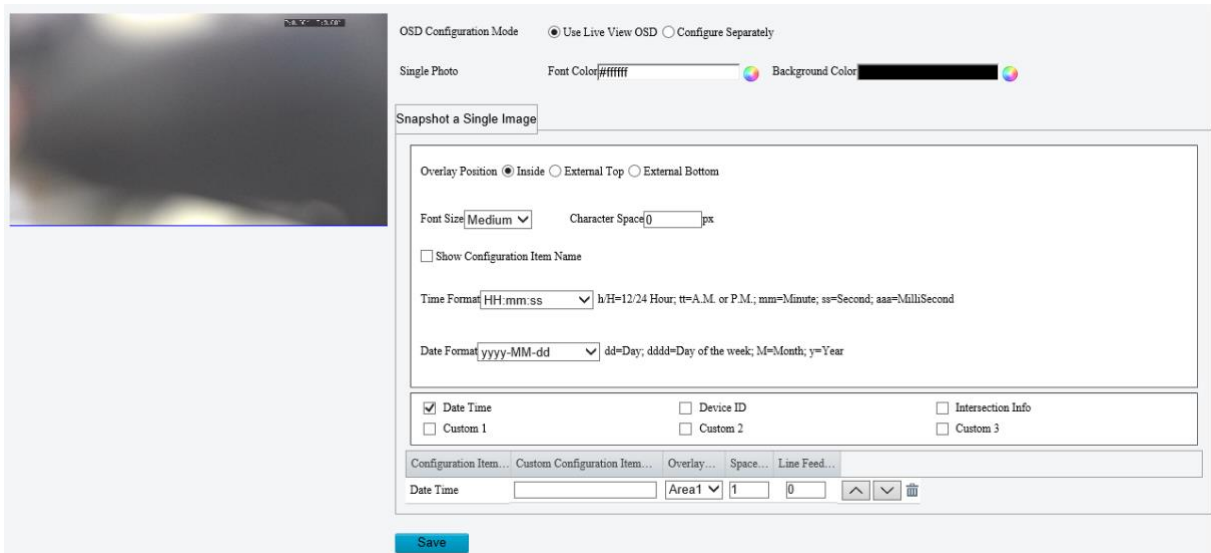 OSD Configuration Mode Use Live View OSD Configure Separately
Single Photo Font Color #ffffff Background Color
Snapshot a Single Image
Overlay Position Inside External Top External Bottom
Font Size Medium Character Space 0 px
Show Configuration Item Name
Time Format HH:mm:ss h/H=12/24 Hour; tt=A.M. or P.M.; mm=Minute; ss=Second; aaa=MilliSecond
Date Format yyyy-MM-dd dd=Day; dddd=Day of the week; M=Month; y=Year
Date Time Device ID Intersection Info
Custom 1 Custom 2 Custom 3
Configuration Item... Custom Configuration Item... Overlay... Space... Line Feed...
Date Time Area1 1 0
Save